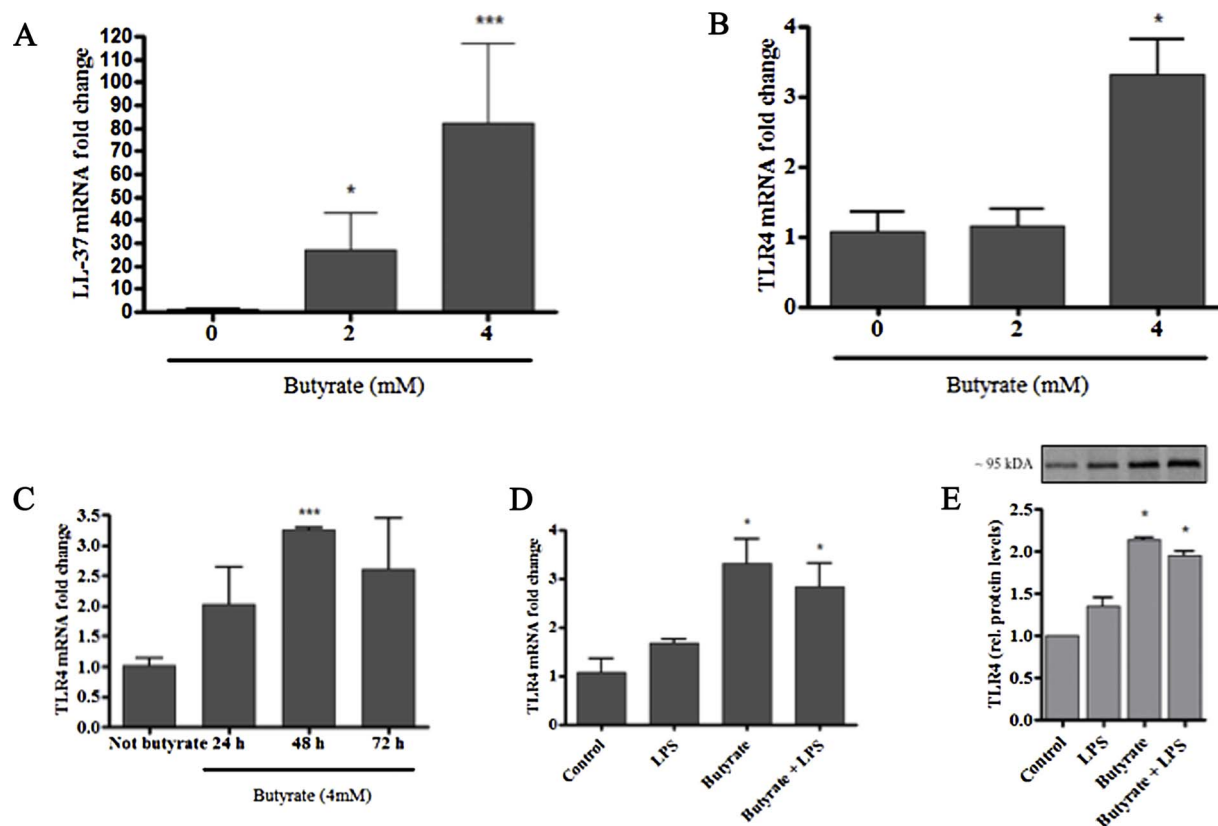 A
LL-37 mRNA fold change
120
110
100
90
80
70
60
50
40
30
20
10
0
*
***
0 2 4
Butyrate (mM)
B
TLR4 mRNA fold change
4
3
2
1
0
*
0 2 4
Butyrate (mM)
C
TLR4 mRNA fold change
3.5
3.0
2.5
2.0
1.5
1.0
0.5
0.0
***
Not butyrate 24 h 48 h 72 h
Butyrate (4mM)
D
TLR4 mRNA fold change
4
3
2
1
0
*
*
Control
LPS
Butyrate
Butyrate + LPS
~ 95 kDA
E
TLR4 (rel. protein levels)
2.5
2.0
1.5
1.0
0.5
0.0
*
*
Control
LPS
Butyrate
Butyrate + LPS